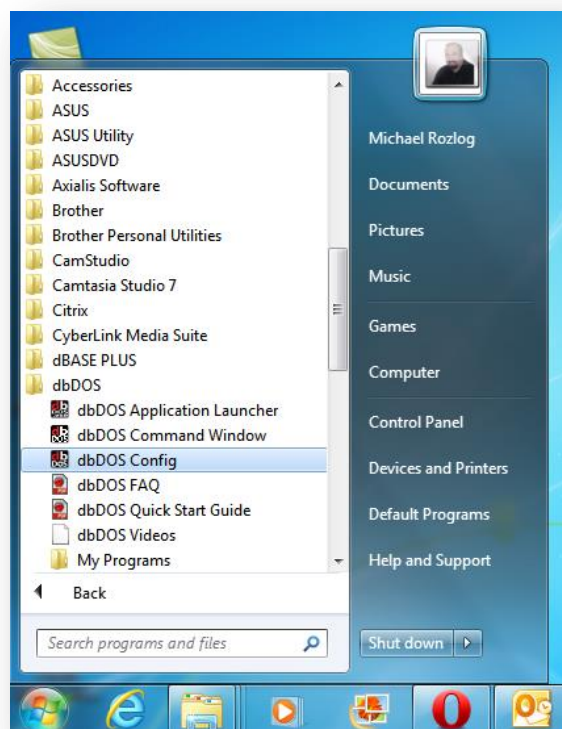 Accessories
ASUS
ASUS Utility
ASUSDVD
Axialis Software
Brother
Brother Personal Utilities
CamStudio
Camtasia Studio 7
Citrix
CyberLink Media Suite
dBASE PLUS
dbDOS
dbDOS Application Launcher
dbDOS Command Window
dbDOS Config
dbDOS FAQ
dbDOS Quick Start Guide
dbDOS Videos
My Programs
Back
Search programs and files
Michael Rozlog
Documents
Pictures
Music
Games
Computer
Control Panel
Devices and Printers
Default Programs
Help and Support
Shut down